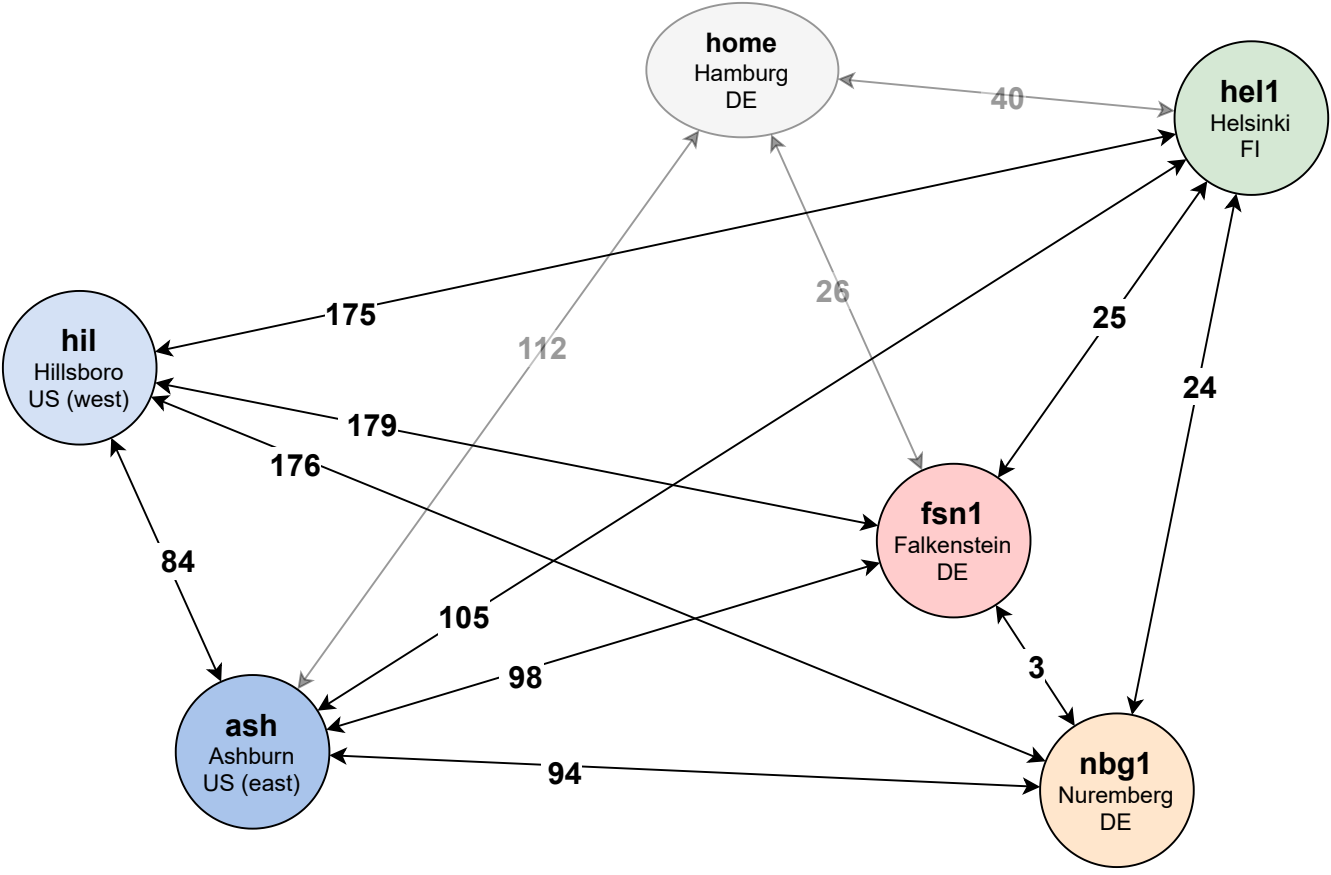 home
Hamburg
DE
40
hel1
Helsinki
FI
26
175
25
hil
Hillsboro
US (west)
112
24
179
176
fsn1
Falkenstein
DE
84
105
98
3
ash
Ashburn
US (east)
94
nbg1
Nuremberg
DE